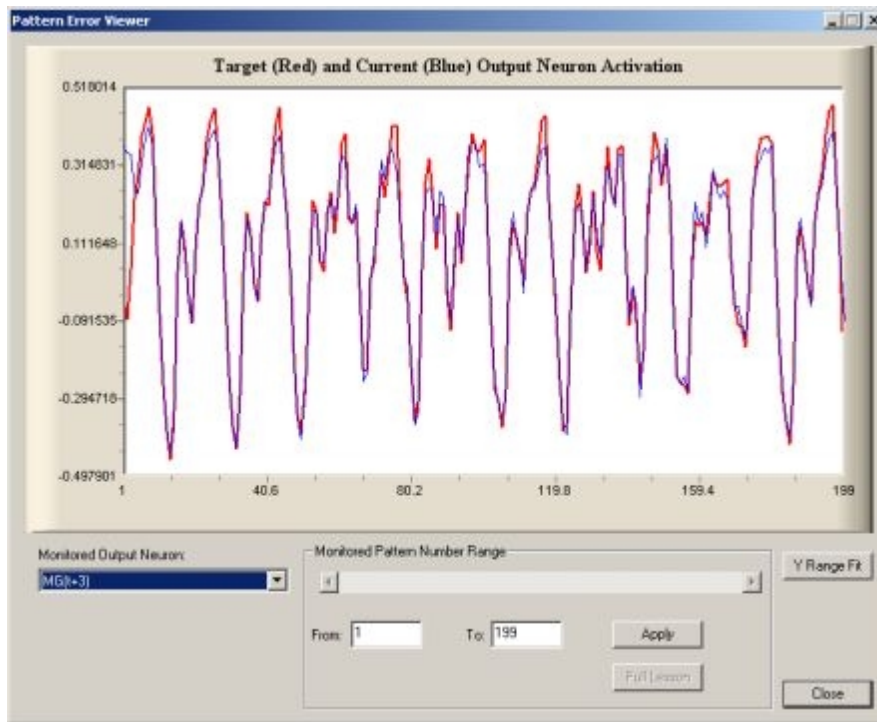 Pattern Error Viewer
Target (Red) and Current (Blue) Output Neuron Activation
0.518014
0.314831
0.111648
-0.091535
-0.294718
-0.497901
1 40.6 80.2 119.8 159.4 199
Monitored Output Neuron:
MG(t+3)
Monitored Pattern Number Range
From: 1 To: 199 Apply
Full Lesson
Y Range Fit
Close